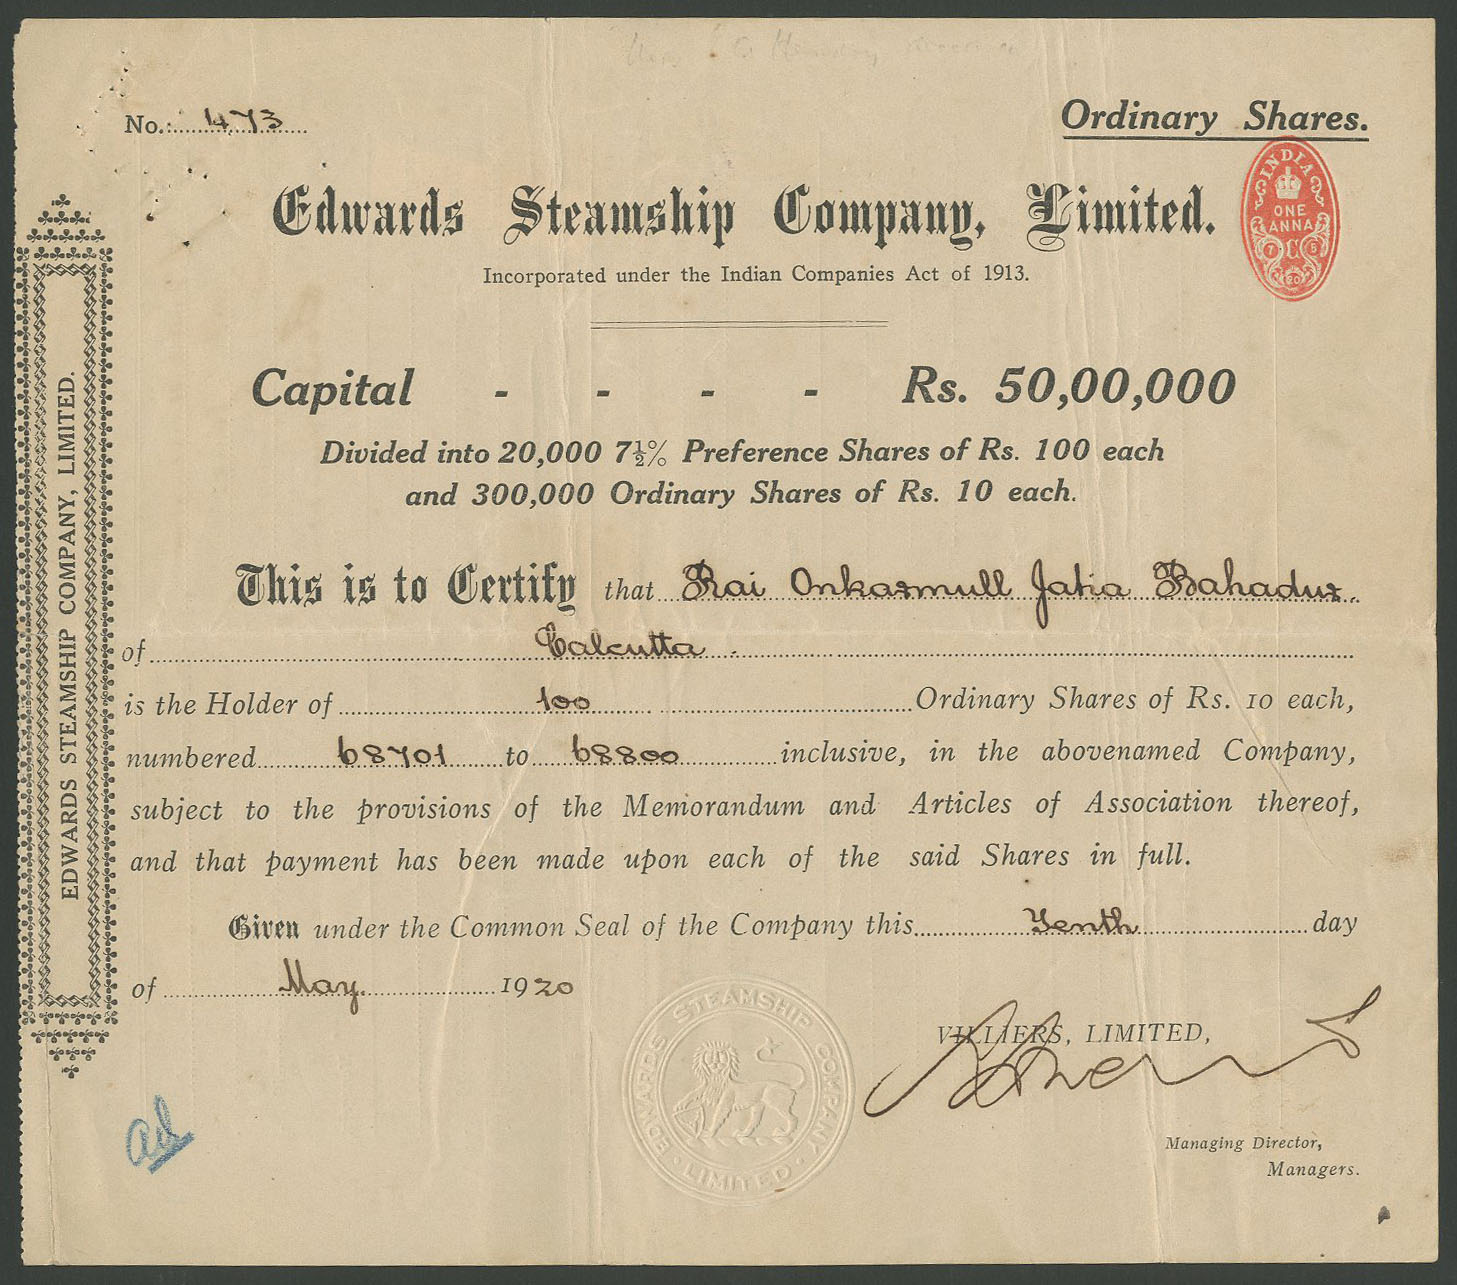 No.: 473
Ordinary Shares.
INDIA
ONE
ANNA
7 C 5
20
Edwards Steamship Company, Limited.
Incorporated under the Indian Companies Act of 1913.
Capital - - - - Rs. 50,00,000
Divided into 20,000 7½% Preference Shares of Rs. 100 each
and 300,000 Ordinary Shares of Rs. 10 each.
This is to Certify that Rai Onkarmull Jatia Bahadur
of Calcutta
is the Holder of 100 Ordinary Shares of Rs. 10 each,
numbered 68701 to 68800 inclusive, in the abovenamed Company,
subject to the provisions of the Memorandum and Articles of Association thereof,
and that payment has been made upon each of the said Shares in full.
Given under the Common Seal of the Company this Tenth day
of May. 1920
EDWARDS STEAMSHIP COMPANY, LIMITED.
EDWARDS STEAMSHIP COMPANY · LIMITED ·
VILLIERS, LIMITED,
Managing Director,
Managers.